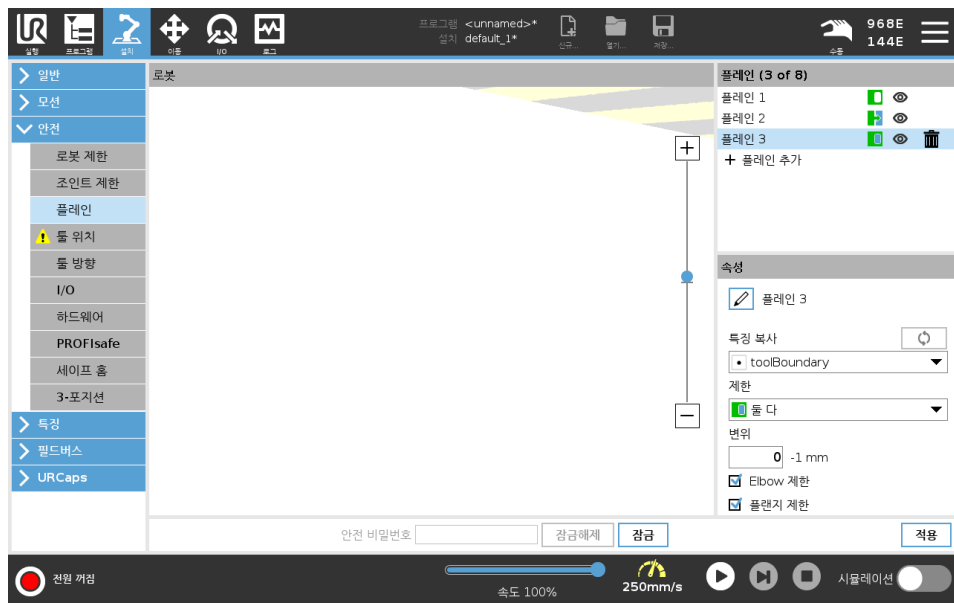 프로그램 <unnamed>*
설치 default_1*
실행
프로그램
설치
이동
I/O
로그
신규...
열기...
저장...
수동
968E
144E
일반
모션
안전
로봇 제한
조인트 제한
플레인
툴 위치
툴 방향
I/O
하드웨어
PROFIsafe
세이프 홈
3-포지션
특징
필드버스
URCaps
로봇
플레인 (3 of 8)
플레인 1
플레인 2
플레인 3
+ 플레인 추가
속성
플레인 3
특징 복사
toolBoundary
제한
둘 다
변위
0 -1 mm
Elbow 제한
플랜지 제한
안전 비밀번호
잠금해제
잠금
적용
전원 꺼짐
속도 100%
250mm/s
시뮬레이션